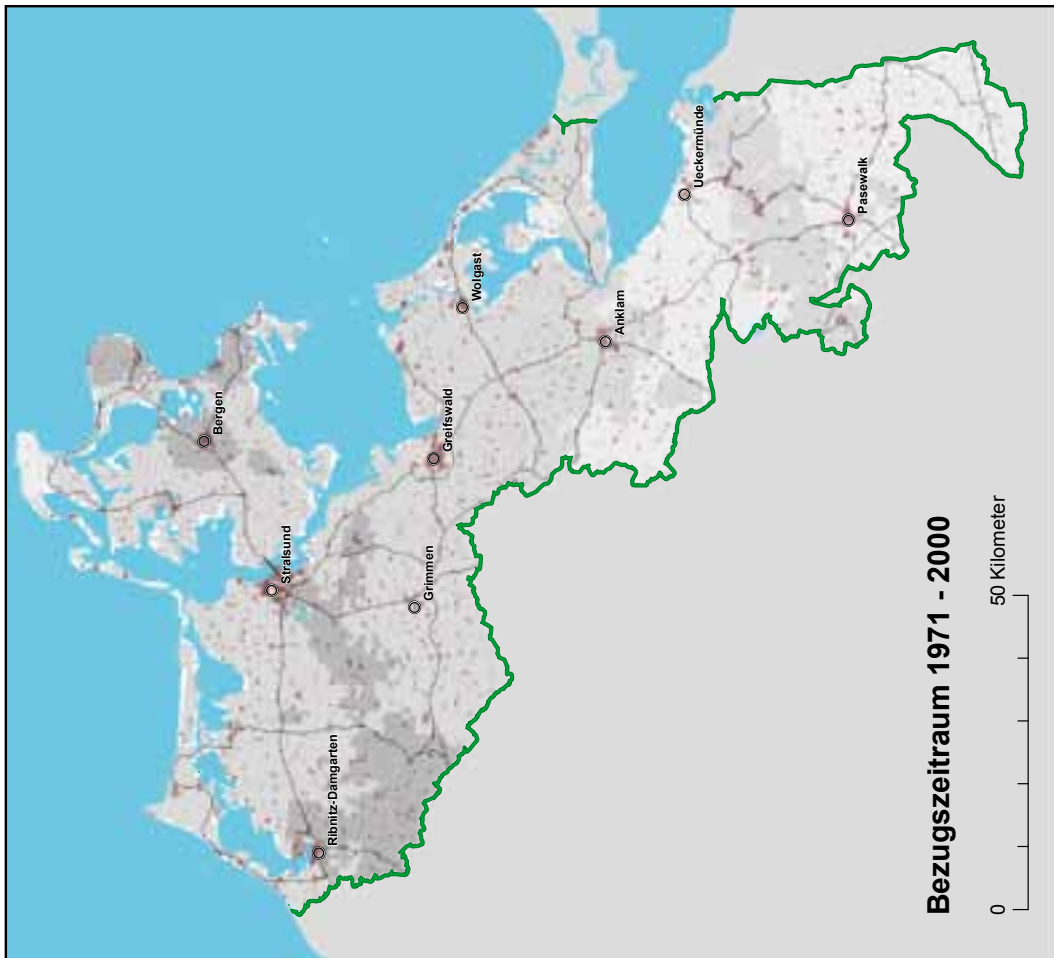 Bergen
Stralsund
Ribnitz-Damgarten
Grimmen
Greifswald
Wolgast
Anklam
Ueckermünde
Pasewalk
Bezugszeitraum 1971 - 2000
0 50 Kilometer